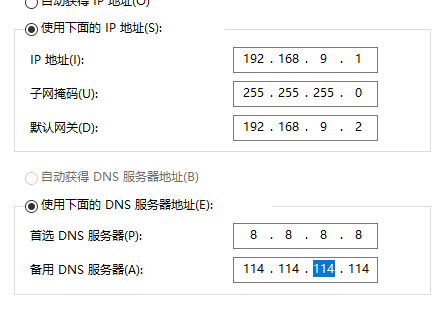 自动获得 IP 地址(O)
使用下面的 IP 地址(S):
IP 地址(I): 192 . 168 . 9 . 1
子网掩码(U): 255 . 255 . 255 . 0
默认网关(D): 192 . 168 . 9 . 2
自动获得 DNS 服务器地址(B)
使用下面的 DNS 服务器地址(E):
首选 DNS 服务器(P): 8 . 8 . 8 . 8
备用 DNS 服务器(A): 114 . 114 . 114 . 114